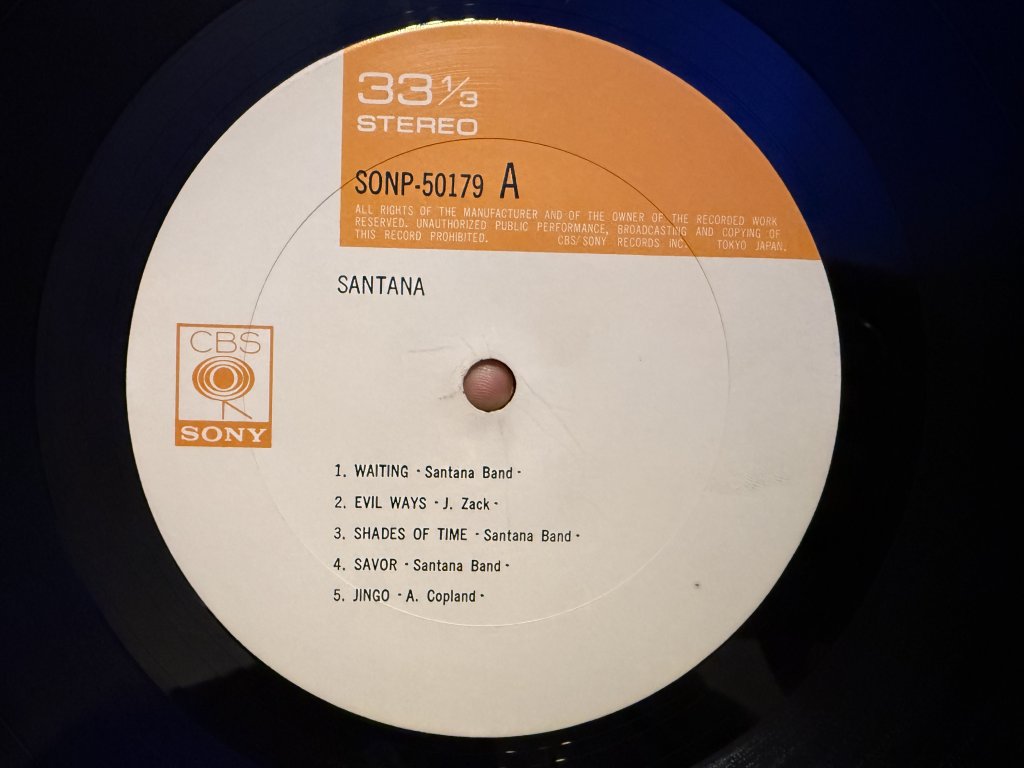 33 1/3
STEREO
SONP-50179 A
ALL RIGHTS OF THE MANUFACTURER AND OF THE OWNER OF THE RECORDED WORK
RESERVED. UNAUTHORIZED PUBLIC PERFORMANCE, BROADCASTING AND COPYING OF
THIS RECORD PROHIBITED. CBS/SONY RECORDS INC. TOKYO JAPAN.
SANTANA
CBS
SONY
1. WAITING - Santana Band -
2. EVIL WAYS - J. Zack -
3. SHADES OF TIME - Santana Band -
4. SAVOR - Santana Band -
5. JINGO - A. Copland -